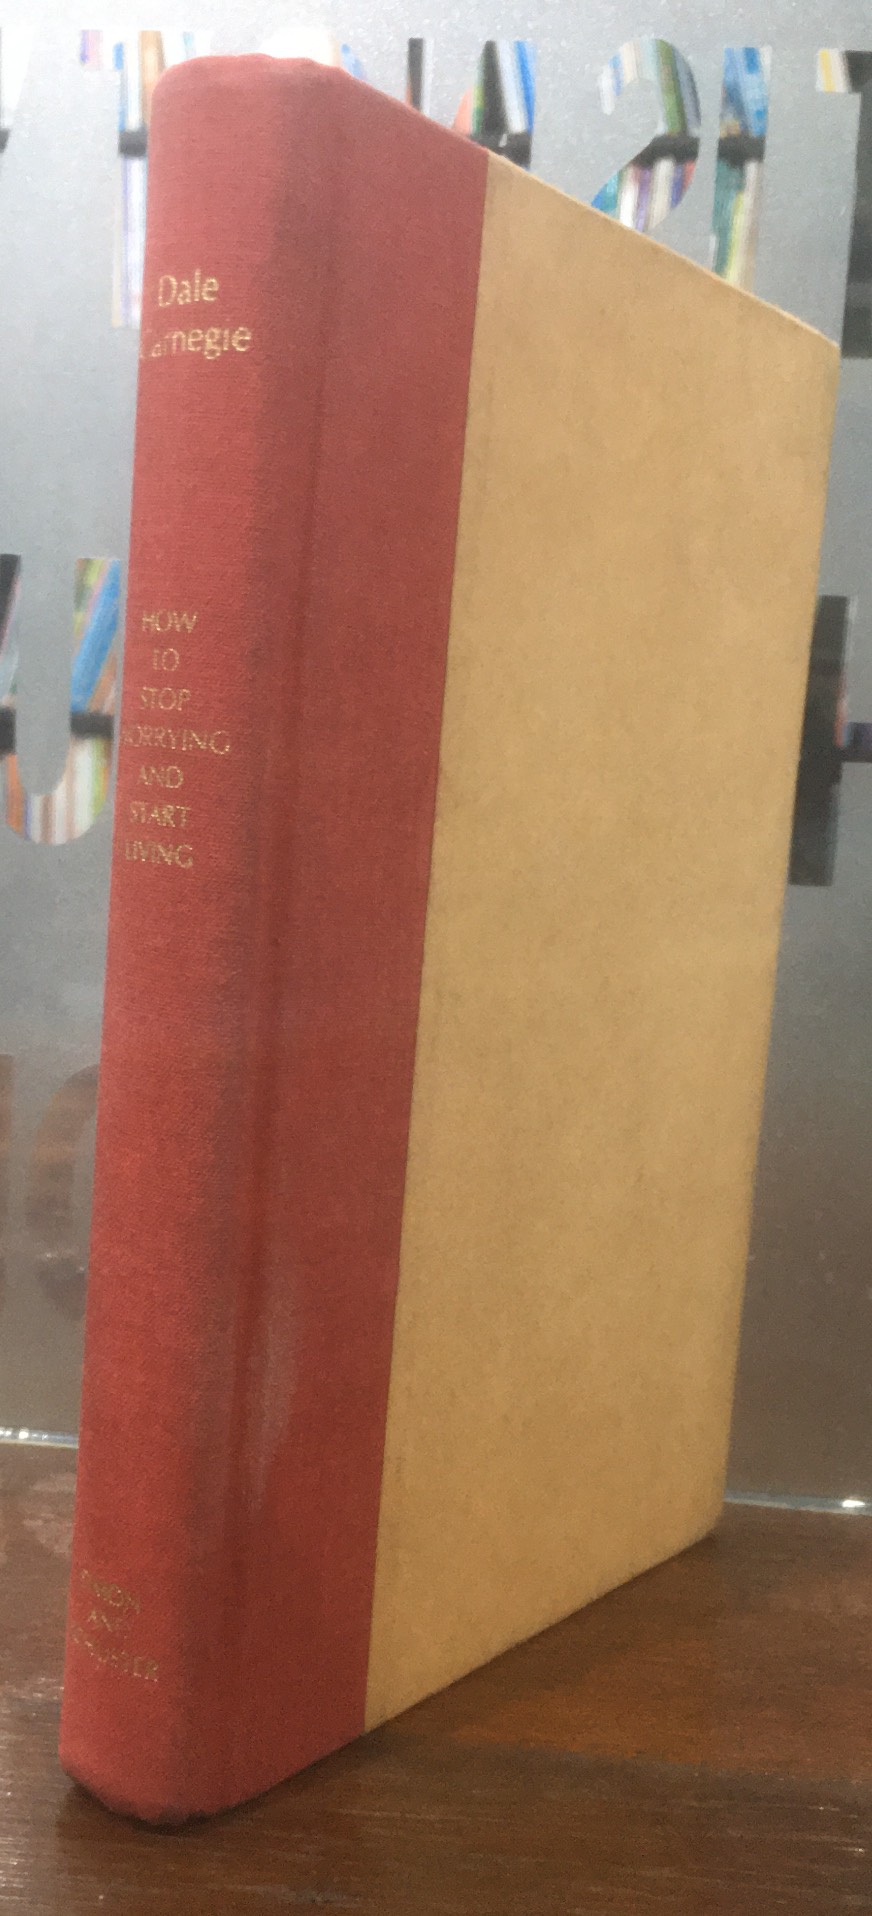 Dale
Carnegie
HOW
TO
STOP
WORRYING
AND
START
LIVING
SIMON
AND
SCHUSTER